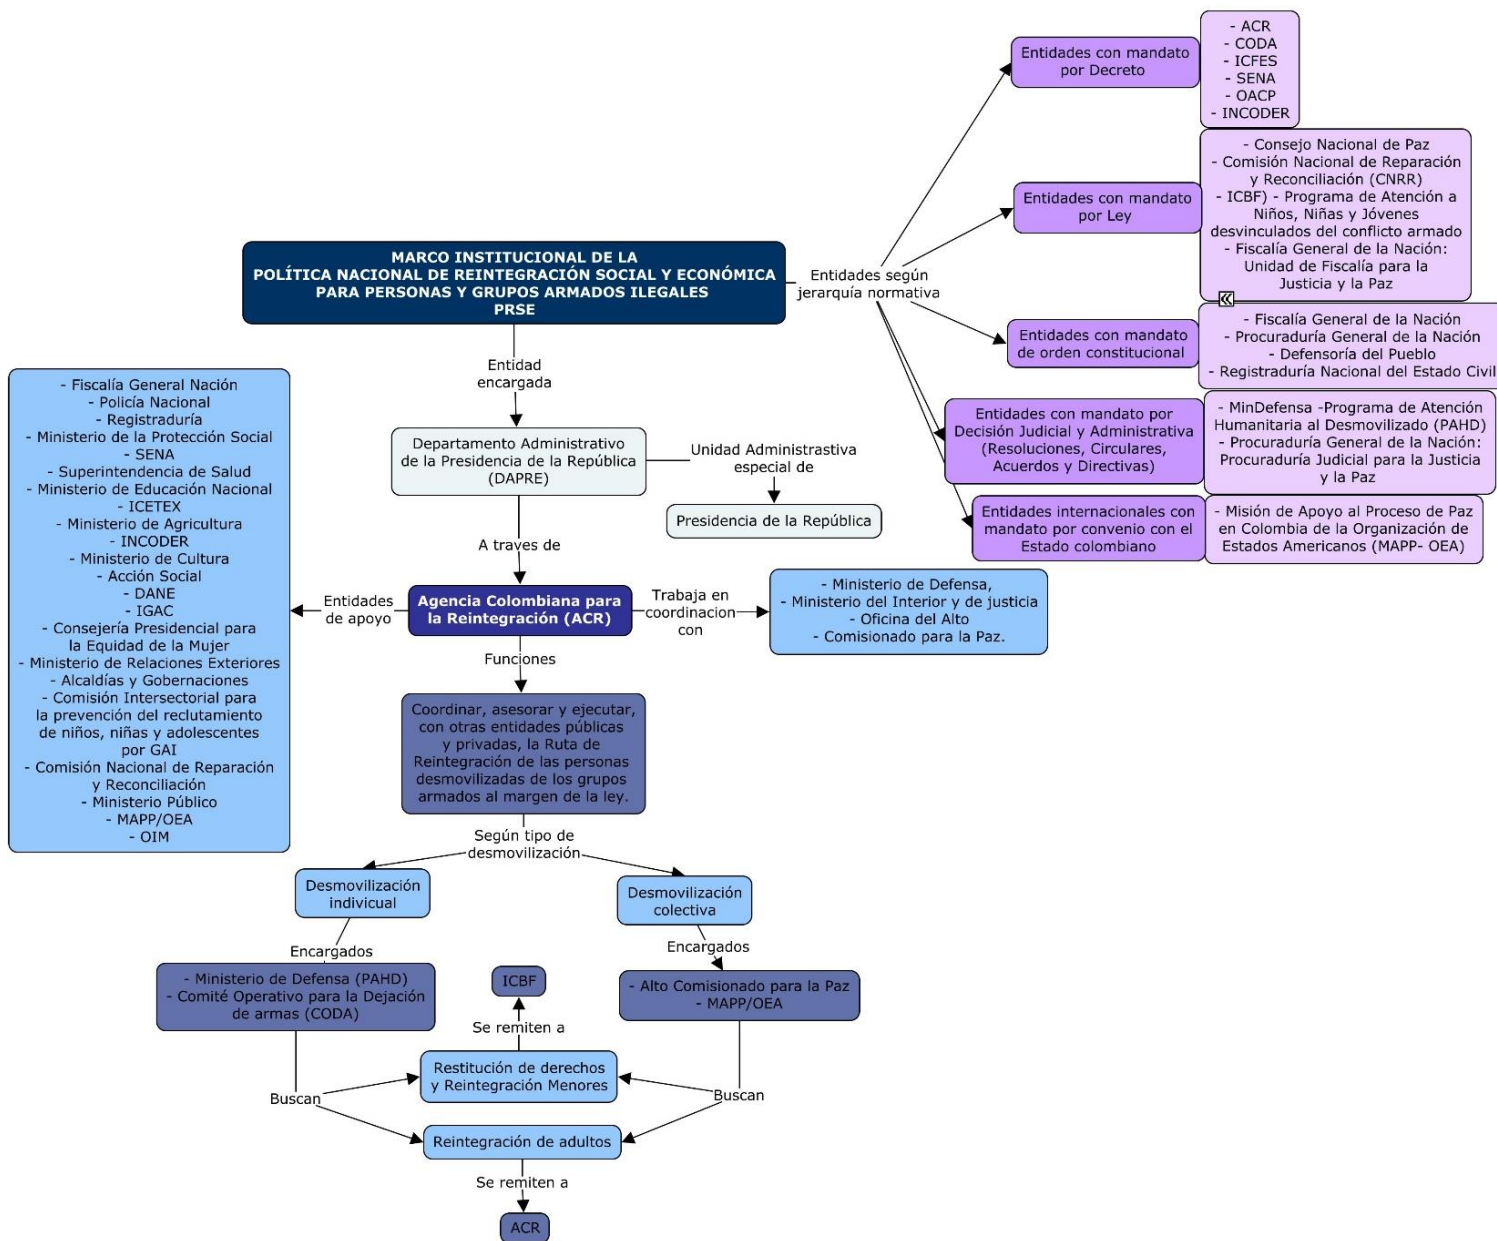 MARCO INSTITUCIONAL DE LA
POLÍTICA NACIONAL DE REINTEGRACIÓN SOCIAL Y ECONÓMICA
PARA PERSONAS Y GRUPOS ARMADOS ILEGALES
PRSE
Entidades según
jerarquía normativa
Entidades con mandato
por Decreto
- ACR
- CODA
- ICFES
- SENA
- OACP
- INCODER
Entidades con mandato
por Ley
- Consejo Nacional de Paz
- Comisión Nacional de Reparación
y Reconciliación (CNRR)
- ICBF) - Programa de Atención a
Niños, Niñas y Jóvenes
desvinculados del conflicto armado
- Fiscalía General de la Nación:
Unidad de Fiscalía para la
Justicia y la Paz
Entidades con mandato
de orden constitucional
- Fiscalía General de la Nación
- Procuraduría General de la Nación
- Defensoría del Pueblo
- Registraduría Nacional del Estado Civil
Entidades con mandato por
Decisión Judicial y Administrativa
(Resoluciones, Circulares,
Acuerdos y Directivas)
- MinDefensa -Programa de Atención
Humanitaria al Desmovilizado (PAHD)
- Procuraduría General de la Nación:
Procuraduría Judicial para la Justicia
y la Paz
Entidades internacionales con
mandato por convenio con el
Estado colombiano
- Misión de Apoyo al Proceso de Paz
en Colombia de la Organización de
Estados Americanos (MAPP- OEA)
Entidad
encargada
Departamento Administrativo
de la Presidencia de la República
(DAPRE)
Unidad Administrastiva
especial de
Presidencia de la República
A traves de
Agencia Colombiana para
la Reintegración (ACR)
Trabaja en
coordinacion
con
- Ministerio de Defensa,
- Ministerio del Interior y de justicia
- Oficina del Alto
- Comisionado para la Paz.
Entidades
de apoyo
- Fiscalía General Nación
- Policía Nacional
- Registraduría
- Ministerio de la Protección Social
- SENA
- Superintendencia de Salud
- Ministerio de Educación Nacional
- ICETEX
- Ministerio de Agricultura
- INCODER
- Ministerio de Cultura
- Acción Social
- DANE
- IGAC
- Consejería Presidencial para
la Equidad de la Mujer
- Ministerio de Relaciones Exteriores
- Alcaldías y Gobernaciones
- Comisión Intersectorial para
la prevención del reclutamiento
de niños, niñas y adolescentes
por GAI
- Comisión Nacional de Reparación
y Reconciliación
- Ministerio Público
- MAPP/OEA
- OIM
Funciones
Coordinar, asesorar y ejecutar,
con otras entidades públicas
y privadas, la Ruta de
Reintegración de las personas
desmovilizadas de los grupos
armados al margen de la ley.
Según tipo de
desmovilización
Desmovilización
indivicual
Desmovilización
colectiva
Encargados
Encargados
- Ministerio de Defensa (PAHD)
- Comité Operativo para la Dejación
de armas (CODA)
- Alto Comisionado para la Paz
- MAPP/OEA
ICBF
Se remiten a
Restitución de derechos
y Reintegración Menores
Buscan
Buscan
Reintegración de adultos
Se remiten a
ACR